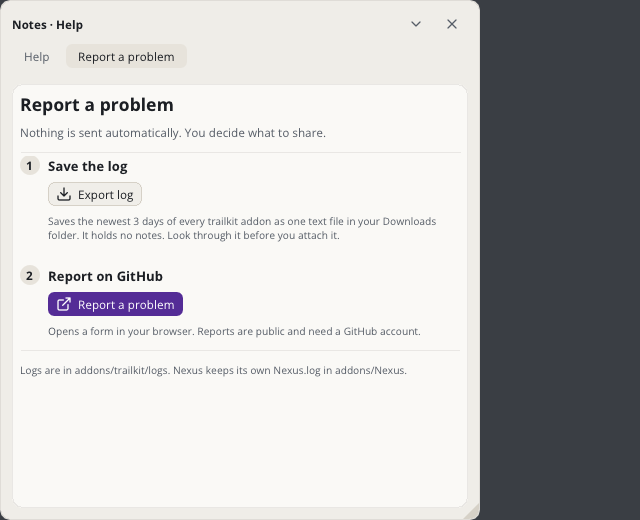 Notes · Help
Help
Report a problem
Report a problem
Nothing is sent automatically. You decide what to share.
1
Save the log
Export log
Saves the newest 3 days of every trailkit addon as one text file in your Downloads
folder. It holds no notes. Look through it before you attach it.
2
Report on GitHub
Report a problem
Opens a form in your browser. Reports are public and need a GitHub account.
Logs are in addons/trailkit/logs. Nexus keeps its own Nexus.log in addons/Nexus.